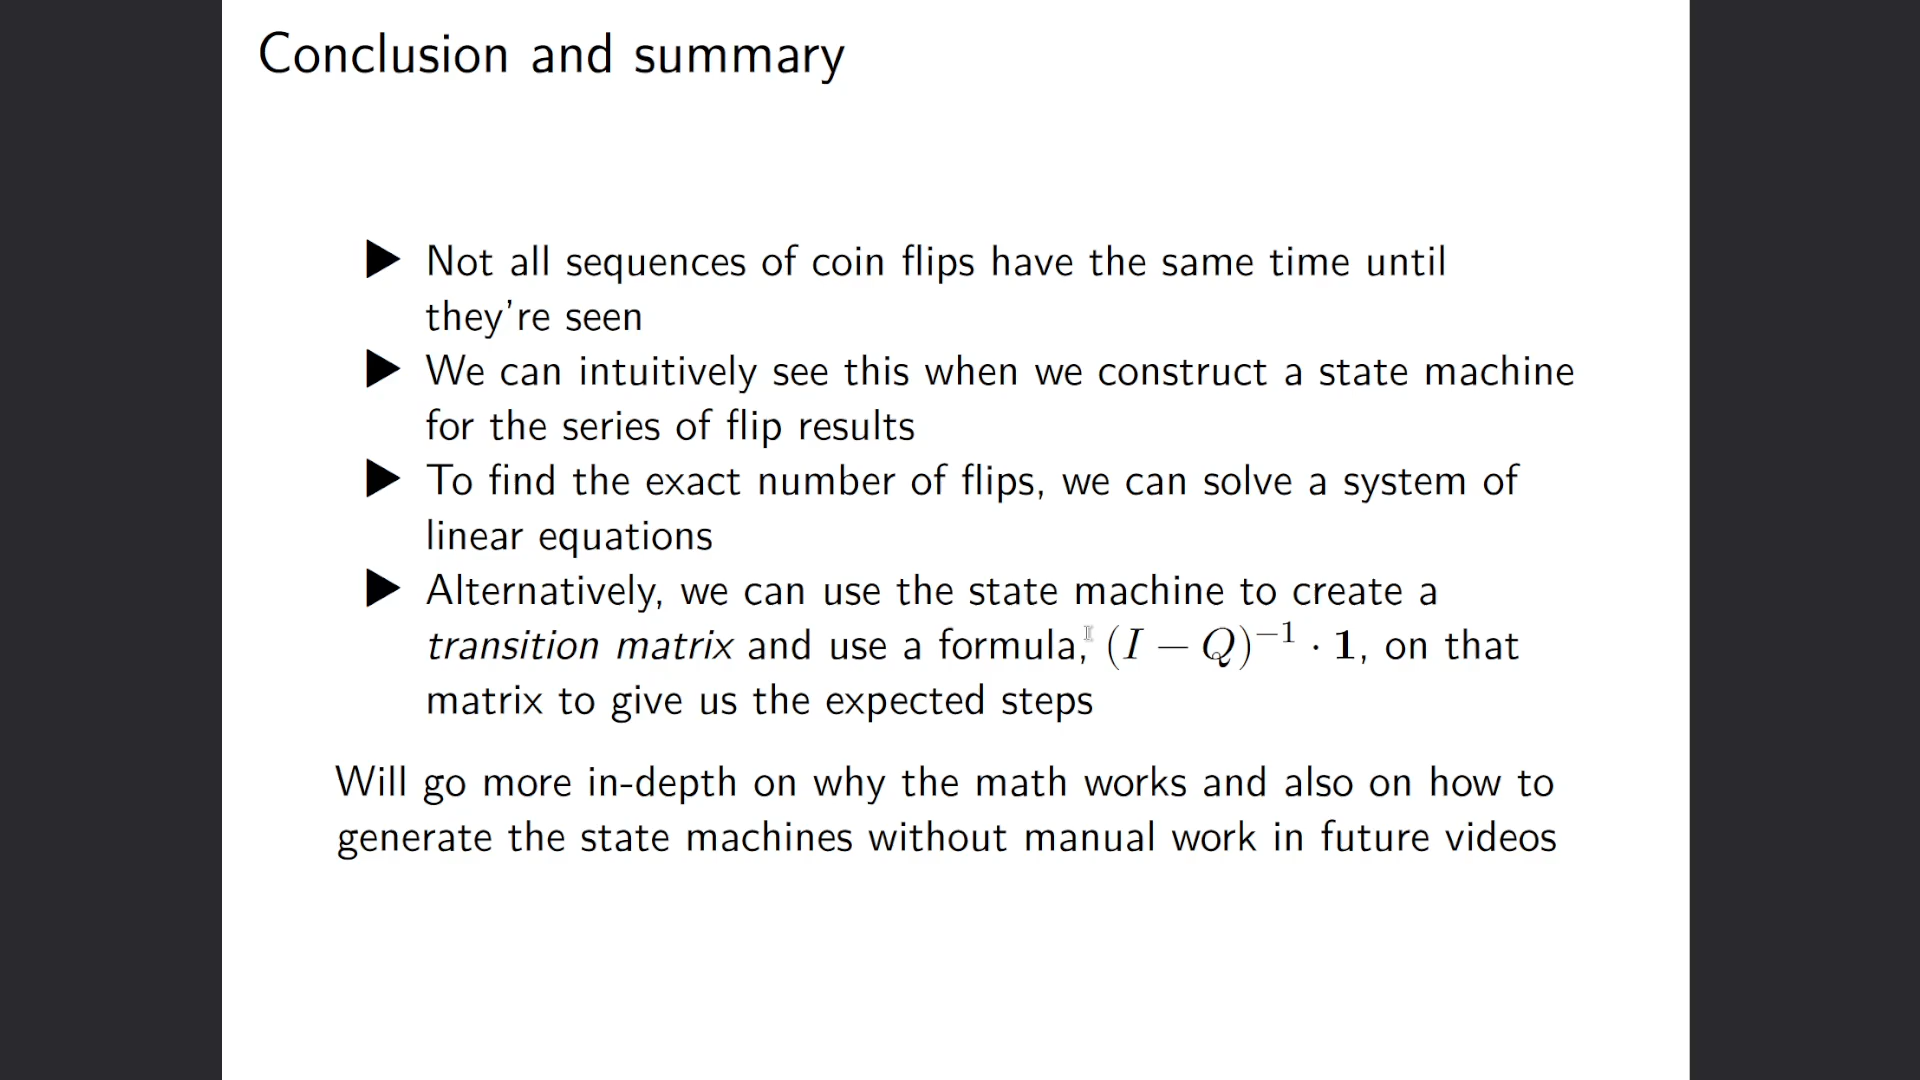 Conclusion and summary
▶ Not all sequences of coin flips have the same time until
they're seen
▶ We can intuitively see this when we construct a state machine
for the series of flip results
▶ To find the exact number of flips, we can solve a system of
linear equations
▶ Alternatively, we can use the state machine to create a
transition matrix and use a formula, (I − Q)⁻¹ · 1, on that
matrix to give us the expected steps
Will go more in-depth on why the math works and also on how to
generate the state machines without manual work in future videos